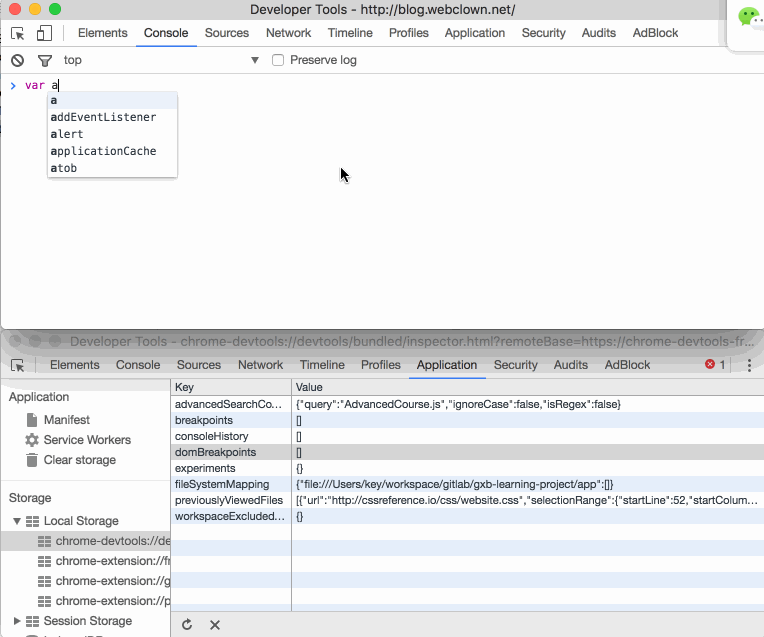 Developer Tools - http://blog.webclown.net/
Elements Console Sources Network Timeline Profiles Application Security Audits AdBlock
top Preserve log
var a
a
addEventListener
alert
applicationCache
atob
Developer Tools - chrome-devtools://devtools/bundled/inspector.html?remoteBase=https://chrome-devtools-fr...
Elements Console Sources Network Timeline Profiles Application Security Audits AdBlock 1
Application
Manifest
Service Workers
Clear storage
Storage
Local Storage
chrome-devtools://de
chrome-extension://fr
chrome-extension://g
chrome-extension://p
Session Storage
Key Value
advancedSearchCo... {"query":"AdvancedCourse.js","ignoreCase":false,"isRegex":false}
breakpoints []
consoleHistory []
domBreakpoints []
experiments {}
fileSystemMapping {"file:///Users/key/workspace/gitlab/gxb-learning-project/app":[]}
previouslyViewedFiles [{"url":"http://cssreference.io/css/website.css","selectionRange":{"startLine":52,"startColum...
workspaceExcluded... {}